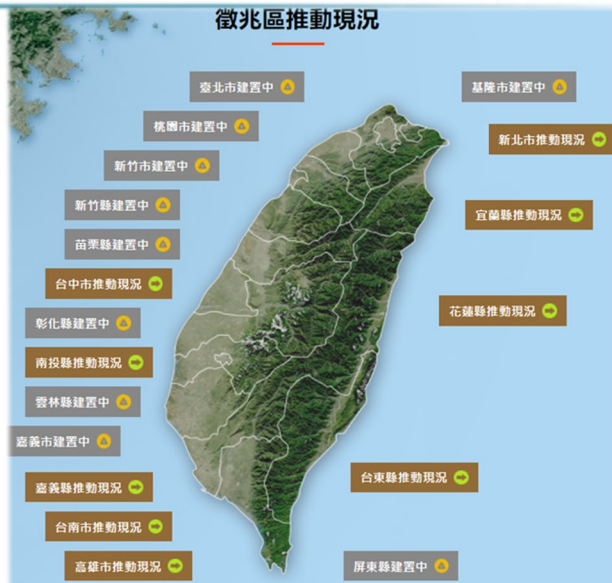 徵兆區推動現況
臺北市建置中
基隆市建置中
桃園市建置中
新北市推動現況
新竹市建置中
新竹縣建置中
宜蘭縣推動現況
苗栗縣建置中
台中市推動現況
花蓮縣推動現況
彰化縣建置中
南投縣推動現況
雲林縣建置中
嘉義市建置中
台東縣推動現況
嘉義縣推動現況
台南市推動現況
高雄市推動現況
屏東縣建置中